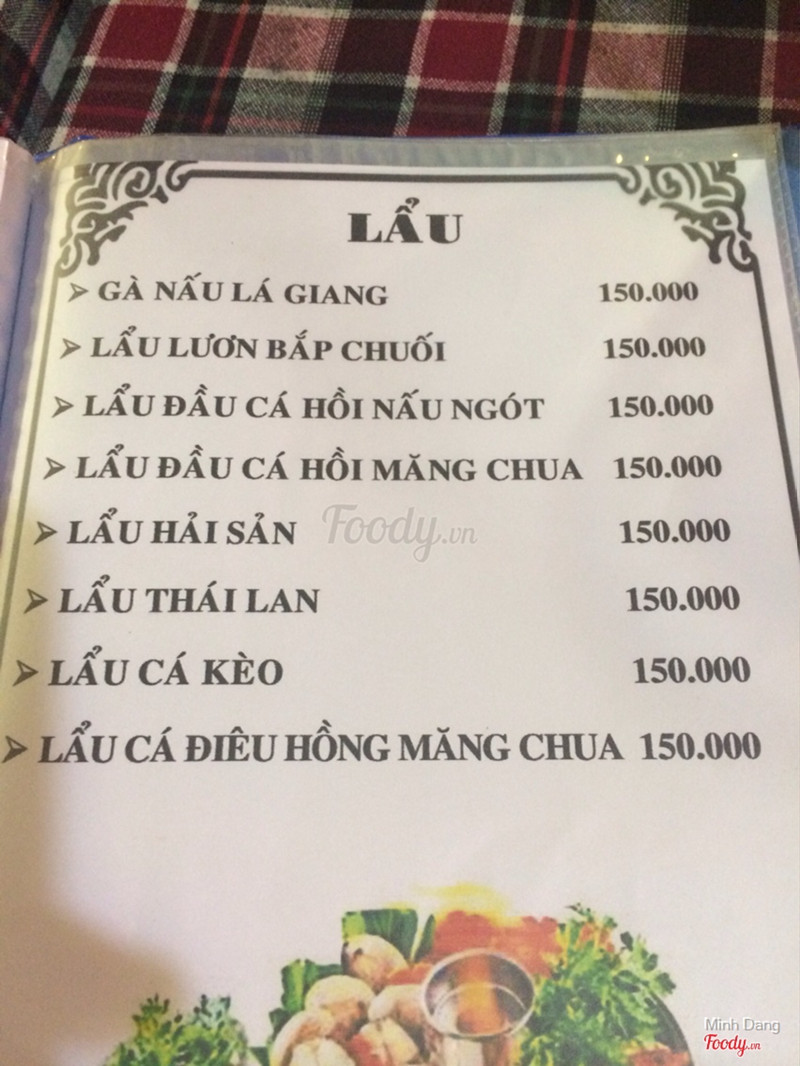 LẨU
➢ GÀ NẤU LÁ GIANG 150.000
➢ LẨU LƯƠN BẮP CHUỐI 150.000
➢ LẨU ĐẦU CÁ HỒI NẤU NGÓT 150.000
➢ LẨU ĐẦU CÁ HỒI MĂNG CHUA 150.000
➢ LẨU HẢI SẢN 150.000
Foody.vn
➢ LẨU THÁI LAN 150.000
➢ LẨU CÁ KÈO 150.000
➢ LẨU CÁ ĐIÊU HỒNG MĂNG CHUA 150.000
Minh Dang
Foody.vn